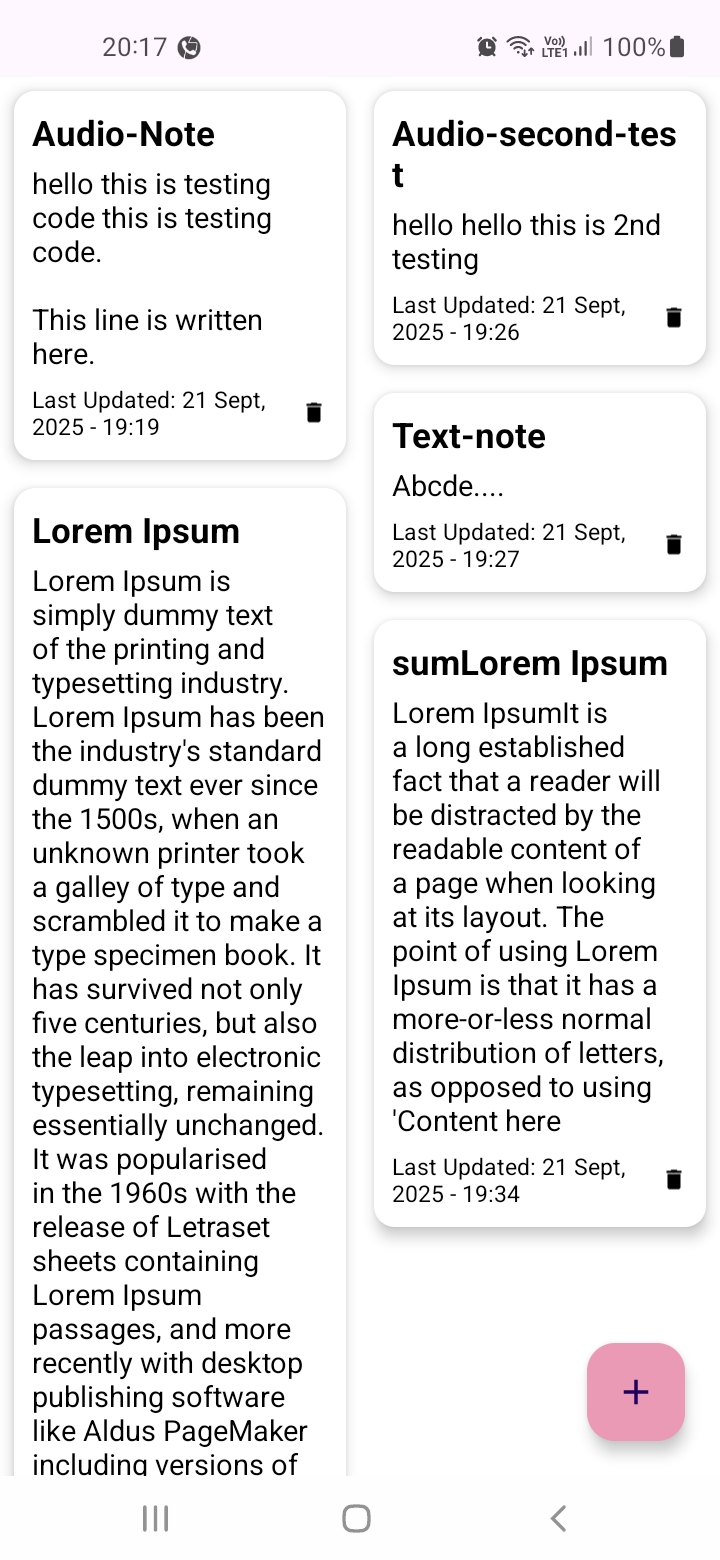 20:17
Vo))
LTE1
100%
Audio-Note
hello this is testing
code this is testing
code.
This line is written
here.
Last Updated: 21 Sept,
2025 - 19:19
Lorem Ipsum
Lorem Ipsum is
simply dummy text
of the printing and
typesetting industry.
Lorem Ipsum has been
the industry's standard
dummy text ever since
the 1500s, when an
unknown printer took
a galley of type and
scrambled it to make a
type specimen book. It
has survived not only
five centuries, but also
the leap into electronic
typesetting, remaining
essentially unchanged.
It was popularised
in the 1960s with the
release of Letraset
sheets containing
Lorem Ipsum
passages, and more
recently with desktop
publishing software
like Aldus PageMaker
including versions of
Audio-second-tes
t
hello hello this is 2nd
testing
Last Updated: 21 Sept,
2025 - 19:26
Text-note
Abcde....
Last Updated: 21 Sept,
2025 - 19:27
sumLorem Ipsum
Lorem IpsumIt is
a long established
fact that a reader will
be distracted by the
readable content of
a page when looking
at its layout. The
point of using Lorem
Ipsum is that it has a
more-or-less normal
distribution of letters,
as opposed to using
'Content here
Last Updated: 21 Sept,
2025 - 19:34
+